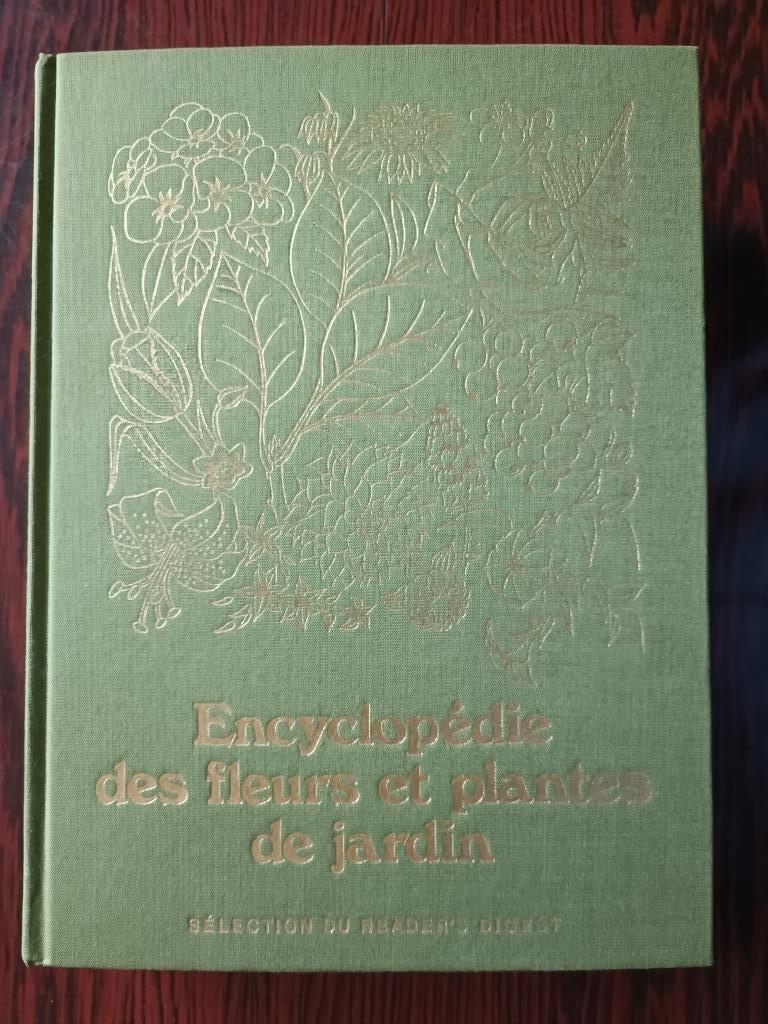 Encyclopédie
des fleurs et plantes
de jardin
SÉLECTION DU READER'S DIGEST